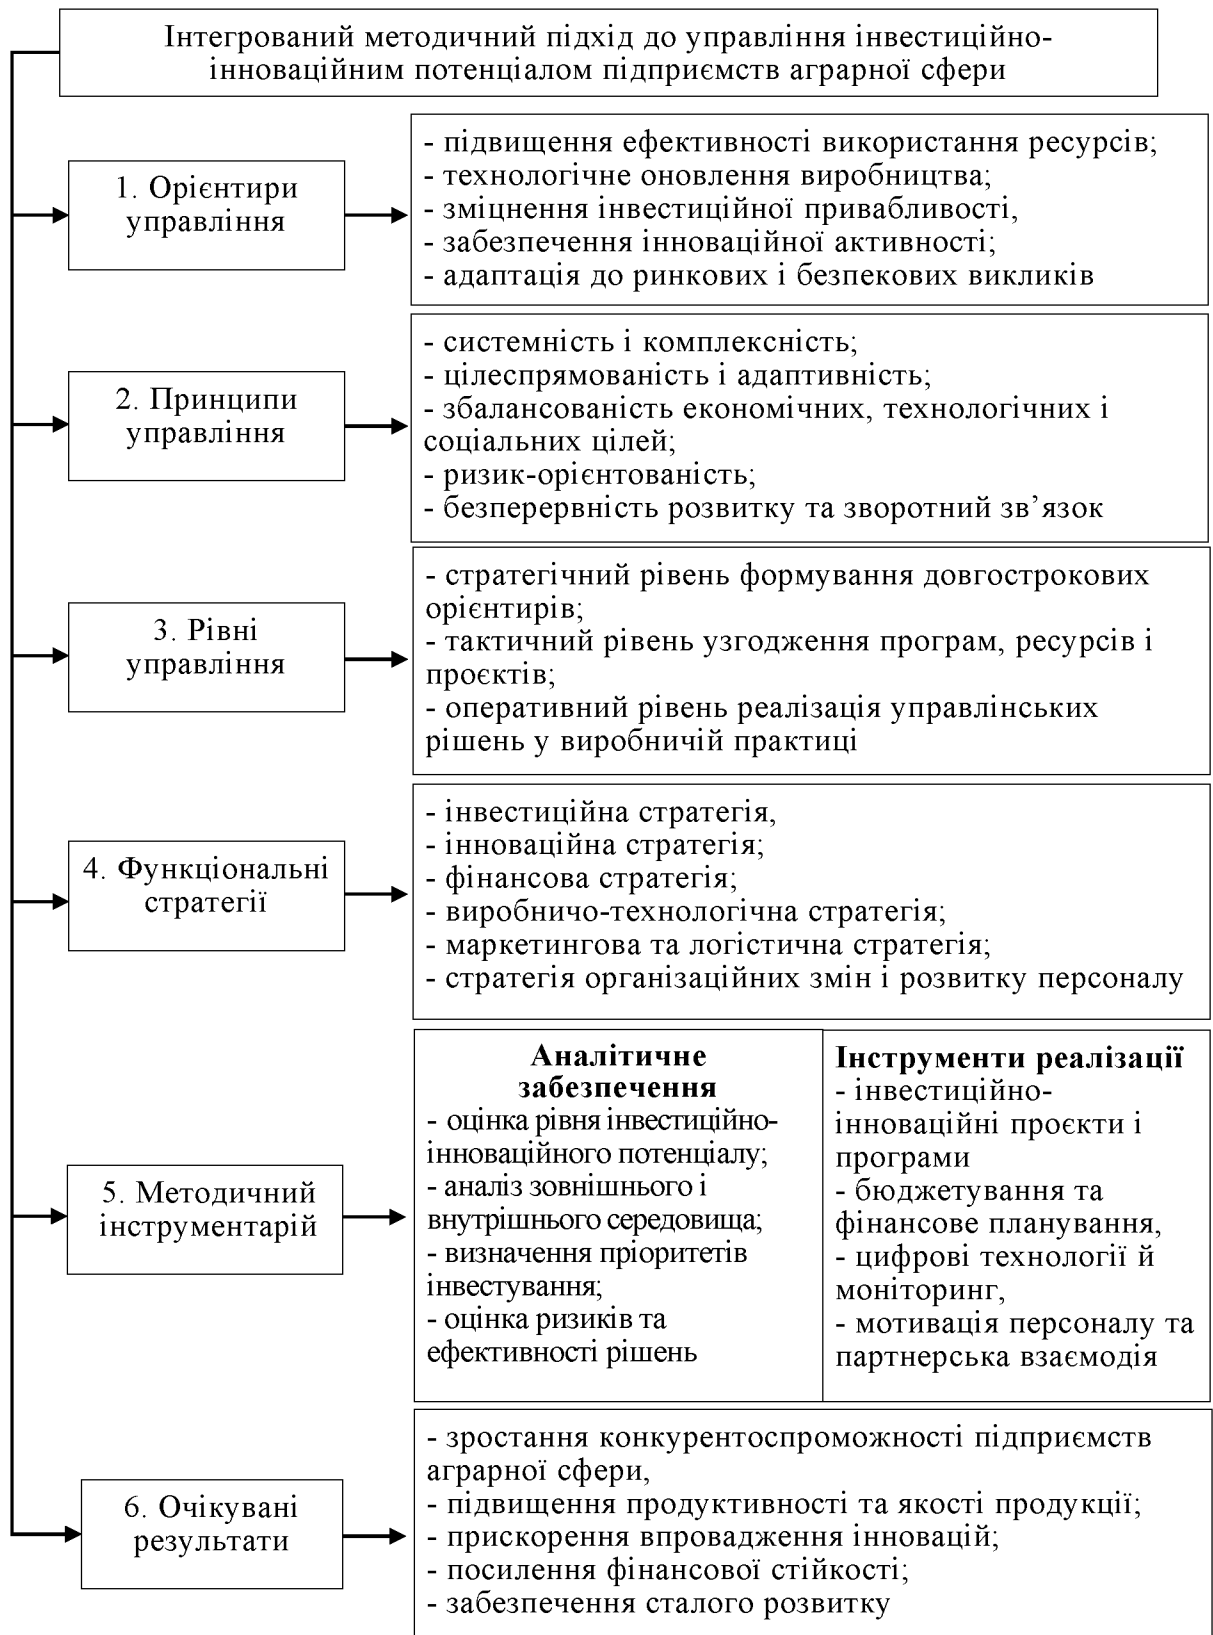 Інтегрований методичний підхід до управління інвестиційно-
інноваційним потенціалом підприємств аграрної сфери
1. Орієнтири
управління
- підвищення ефективності використання ресурсів;
- технологічне оновлення виробництва;
- зміцнення інвестиційної привабливості,
- забезпечення інноваційної активності;
- адаптація до ринкових і безпекових викликів
2. Принципи
управління
- системність і комплексність;
- цілеспрямованість і адаптивність;
- збалансованість економічних, технологічних і
соціальних цілей;
- ризик-орієнтованість;
- безперервність розвитку та зворотний зв’язок
3. Рівні
управління
- стратегічний рівень формування довгострокових
орієнтирів;
- тактичний рівень узгодження програм, ресурсів і
проєктів;
- оперативний рівень реалізація управлінських
рішень у виробничій практиці
4. Функціональні
стратегії
- інвестиційна стратегія,
- інноваційна стратегія;
- фінансова стратегія;
- виробничо-технологічна стратегія;
- маркетингова та логістична стратегія;
- стратегія організаційних змін і розвитку персоналу
5. Методичний
інструментарій
Аналітичне
забезпечення
- оцінка рівня інвестиційно-
інноваційного потенціалу;
- аналіз зовнішнього і
внутрішнього середовища;
- визначення пріоритетів
інвестування;
- оцінка ризиків та
ефективності рішень
Інструменти реалізації
- інвестиційно-
інноваційні проєкти і
програми
- бюджетування та
фінансове планування,
- цифрові технології й
моніторинг,
- мотивація персоналу та
партнерська взаємодія
6. Очікувані
результати
- зростання конкурентоспроможності підприємств
аграрної сфери,
- підвищення продуктивності та якості продукції;
- прискорення впровадження інновацій;
- посилення фінансової стійкості;
- забезпечення сталого розвитку